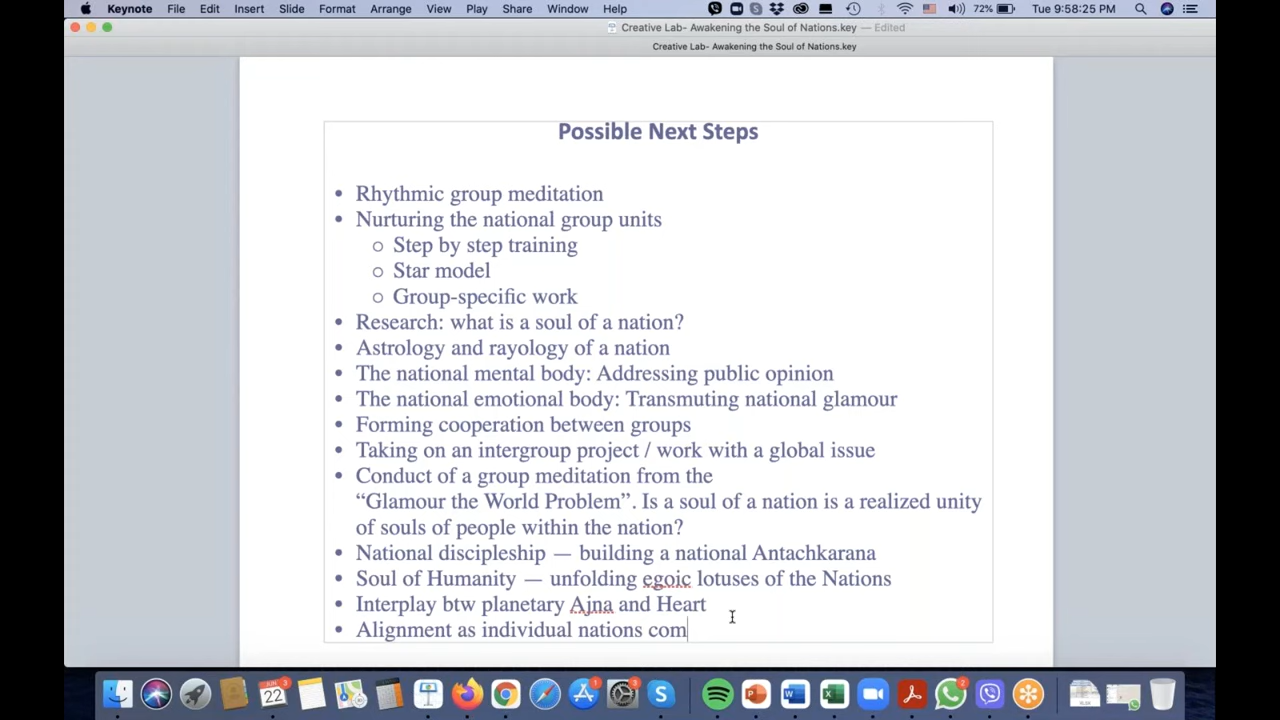 Keynote File Edit Insert Slide Format Arrange View Play Share Window Help 72% Tue 9:58:25 PM
Creative Lab- Awakening the Soul of Nations.key — Edited
Creative Lab- Awakening the Soul of Nations.key
Possible Next Steps
• Rhythmic group meditation
• Nurturing the national group units
○ Step by step training
○ Star model
○ Group-specific work
• Research: what is a soul of a nation?
• Astrology and rayology of a nation
• The national mental body: Addressing public opinion
• The national emotional body: Transmuting national glamour
• Forming cooperation between groups
• Taking on an intergroup project / work with a global issue
• Conduct of a group meditation from the
“Glamour the World Problem”. Is a soul of a nation is a realized unity
of souls of people within the nation?
• National discipleship — building a national Antachkarana
• Soul of Humanity — unfolding egoic lotuses of the Nations
• Interplay btw planetary Ajna and Heart
• Alignment as individual nations com
JUN 22 3 1 3 2